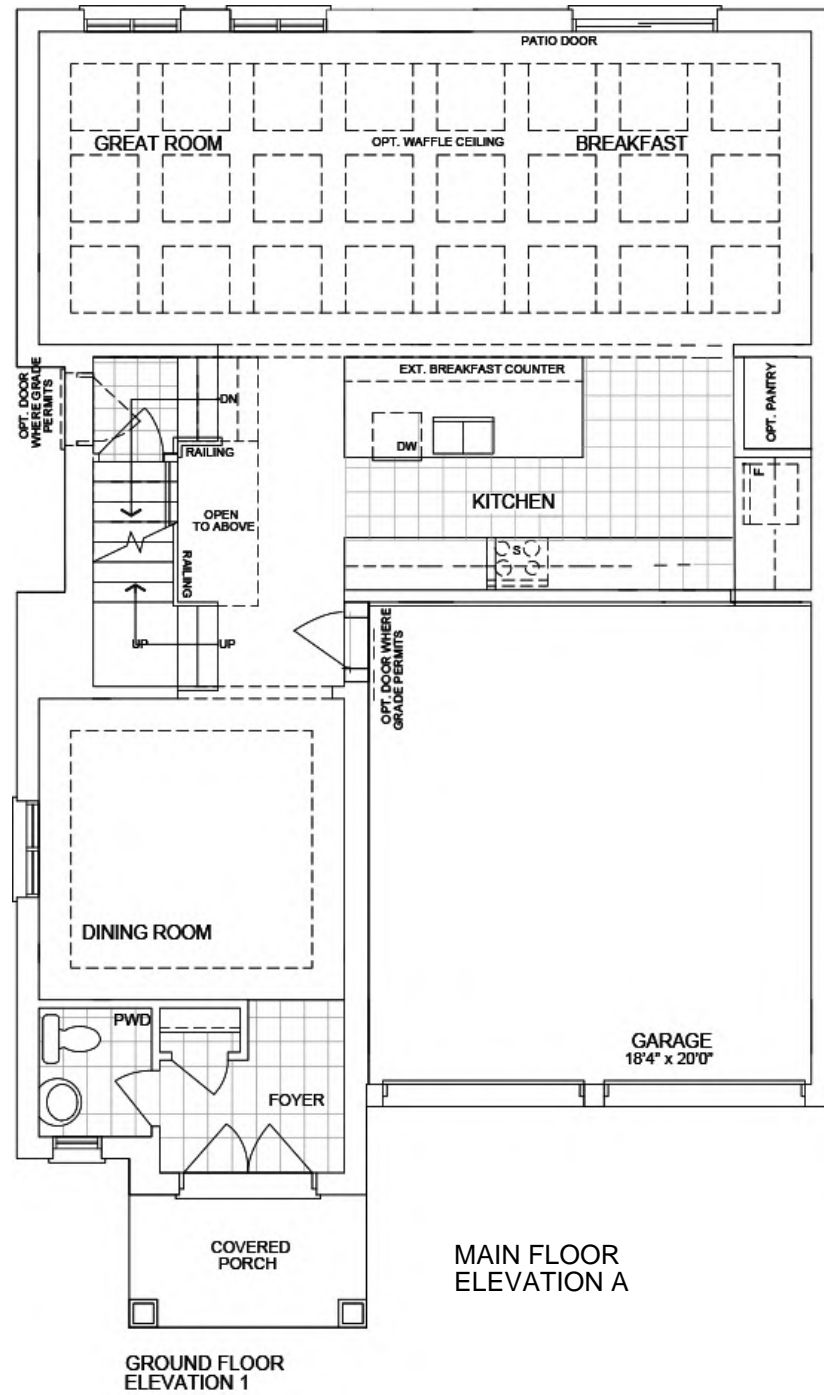 PATIO DOOR
GREAT ROOM
OPT. WAFFLE CEILING
BREAKFAST
OPT. DOOR
WHERE GRADE
PERMITS
DN
EXT. BREAKFAST COUNTER
OPT. PANTRY
RAILING
DW
F
OPEN
TO ABOVE
KITCHEN
S
RAILING
UP
UP
OPT. DOOR WHERE
GRADE PERMITS
DINING ROOM
PWD
GARAGE
18'4" x 20'0"
FOYER
COVERED
PORCH
MAIN FLOOR
ELEVATION A
GROUND FLOOR
ELEVATION 1